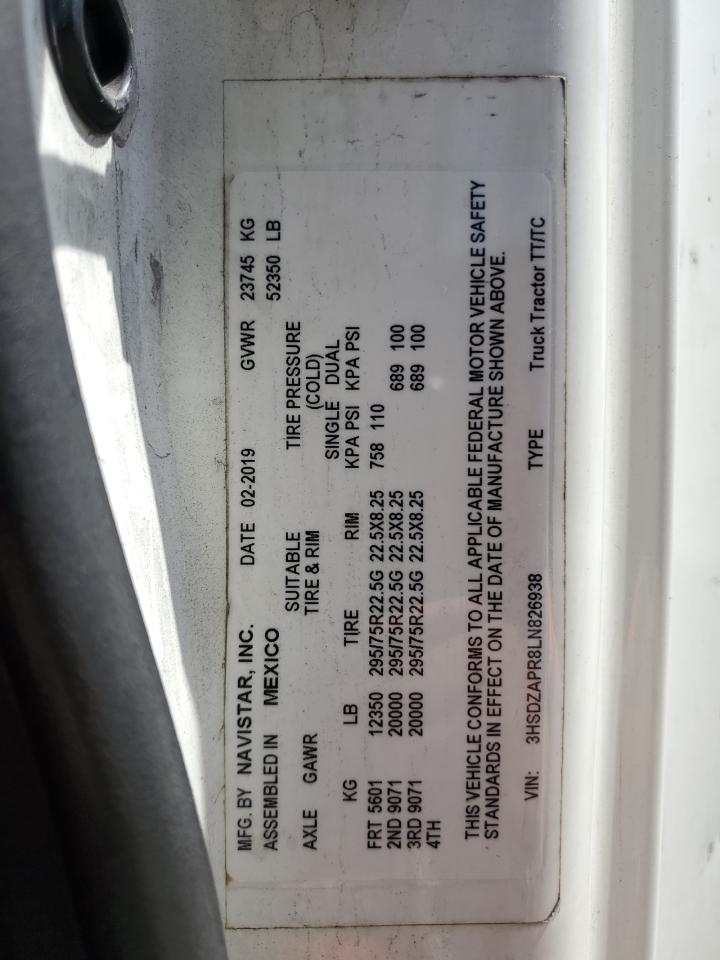 MFG. BY NAVISTAR, INC. DATE 02-2019 GVWR 23745 KG
ASSEMBLED IN MEXICO 52350 LB
SUITABLE TIRE PRESSURE
AXLE GAWR TIRE & RIM (COLD)
SINGLE DUAL
KG LB TIRE RIM KPA PSI KPA PSI
FRT 5601 12350 295/75R22.5G 22.5X8.25 758 110
2ND 9071 20000 295/75R22.5G 22.5X8.25 689 100
3RD 9071 20000 295/75R22.5G 22.5X8.25 689 100
4TH
THIS VEHICLE CONFORMS TO ALL APPLICABLE FEDERAL MOTOR VEHICLE SAFETY
STANDARDS IN EFFECT ON THE DATE OF MANUFACTURE SHOWN ABOVE.
VIN: 3HSDZAPR8LN826938 TYPE Truck Tractor TT/TC